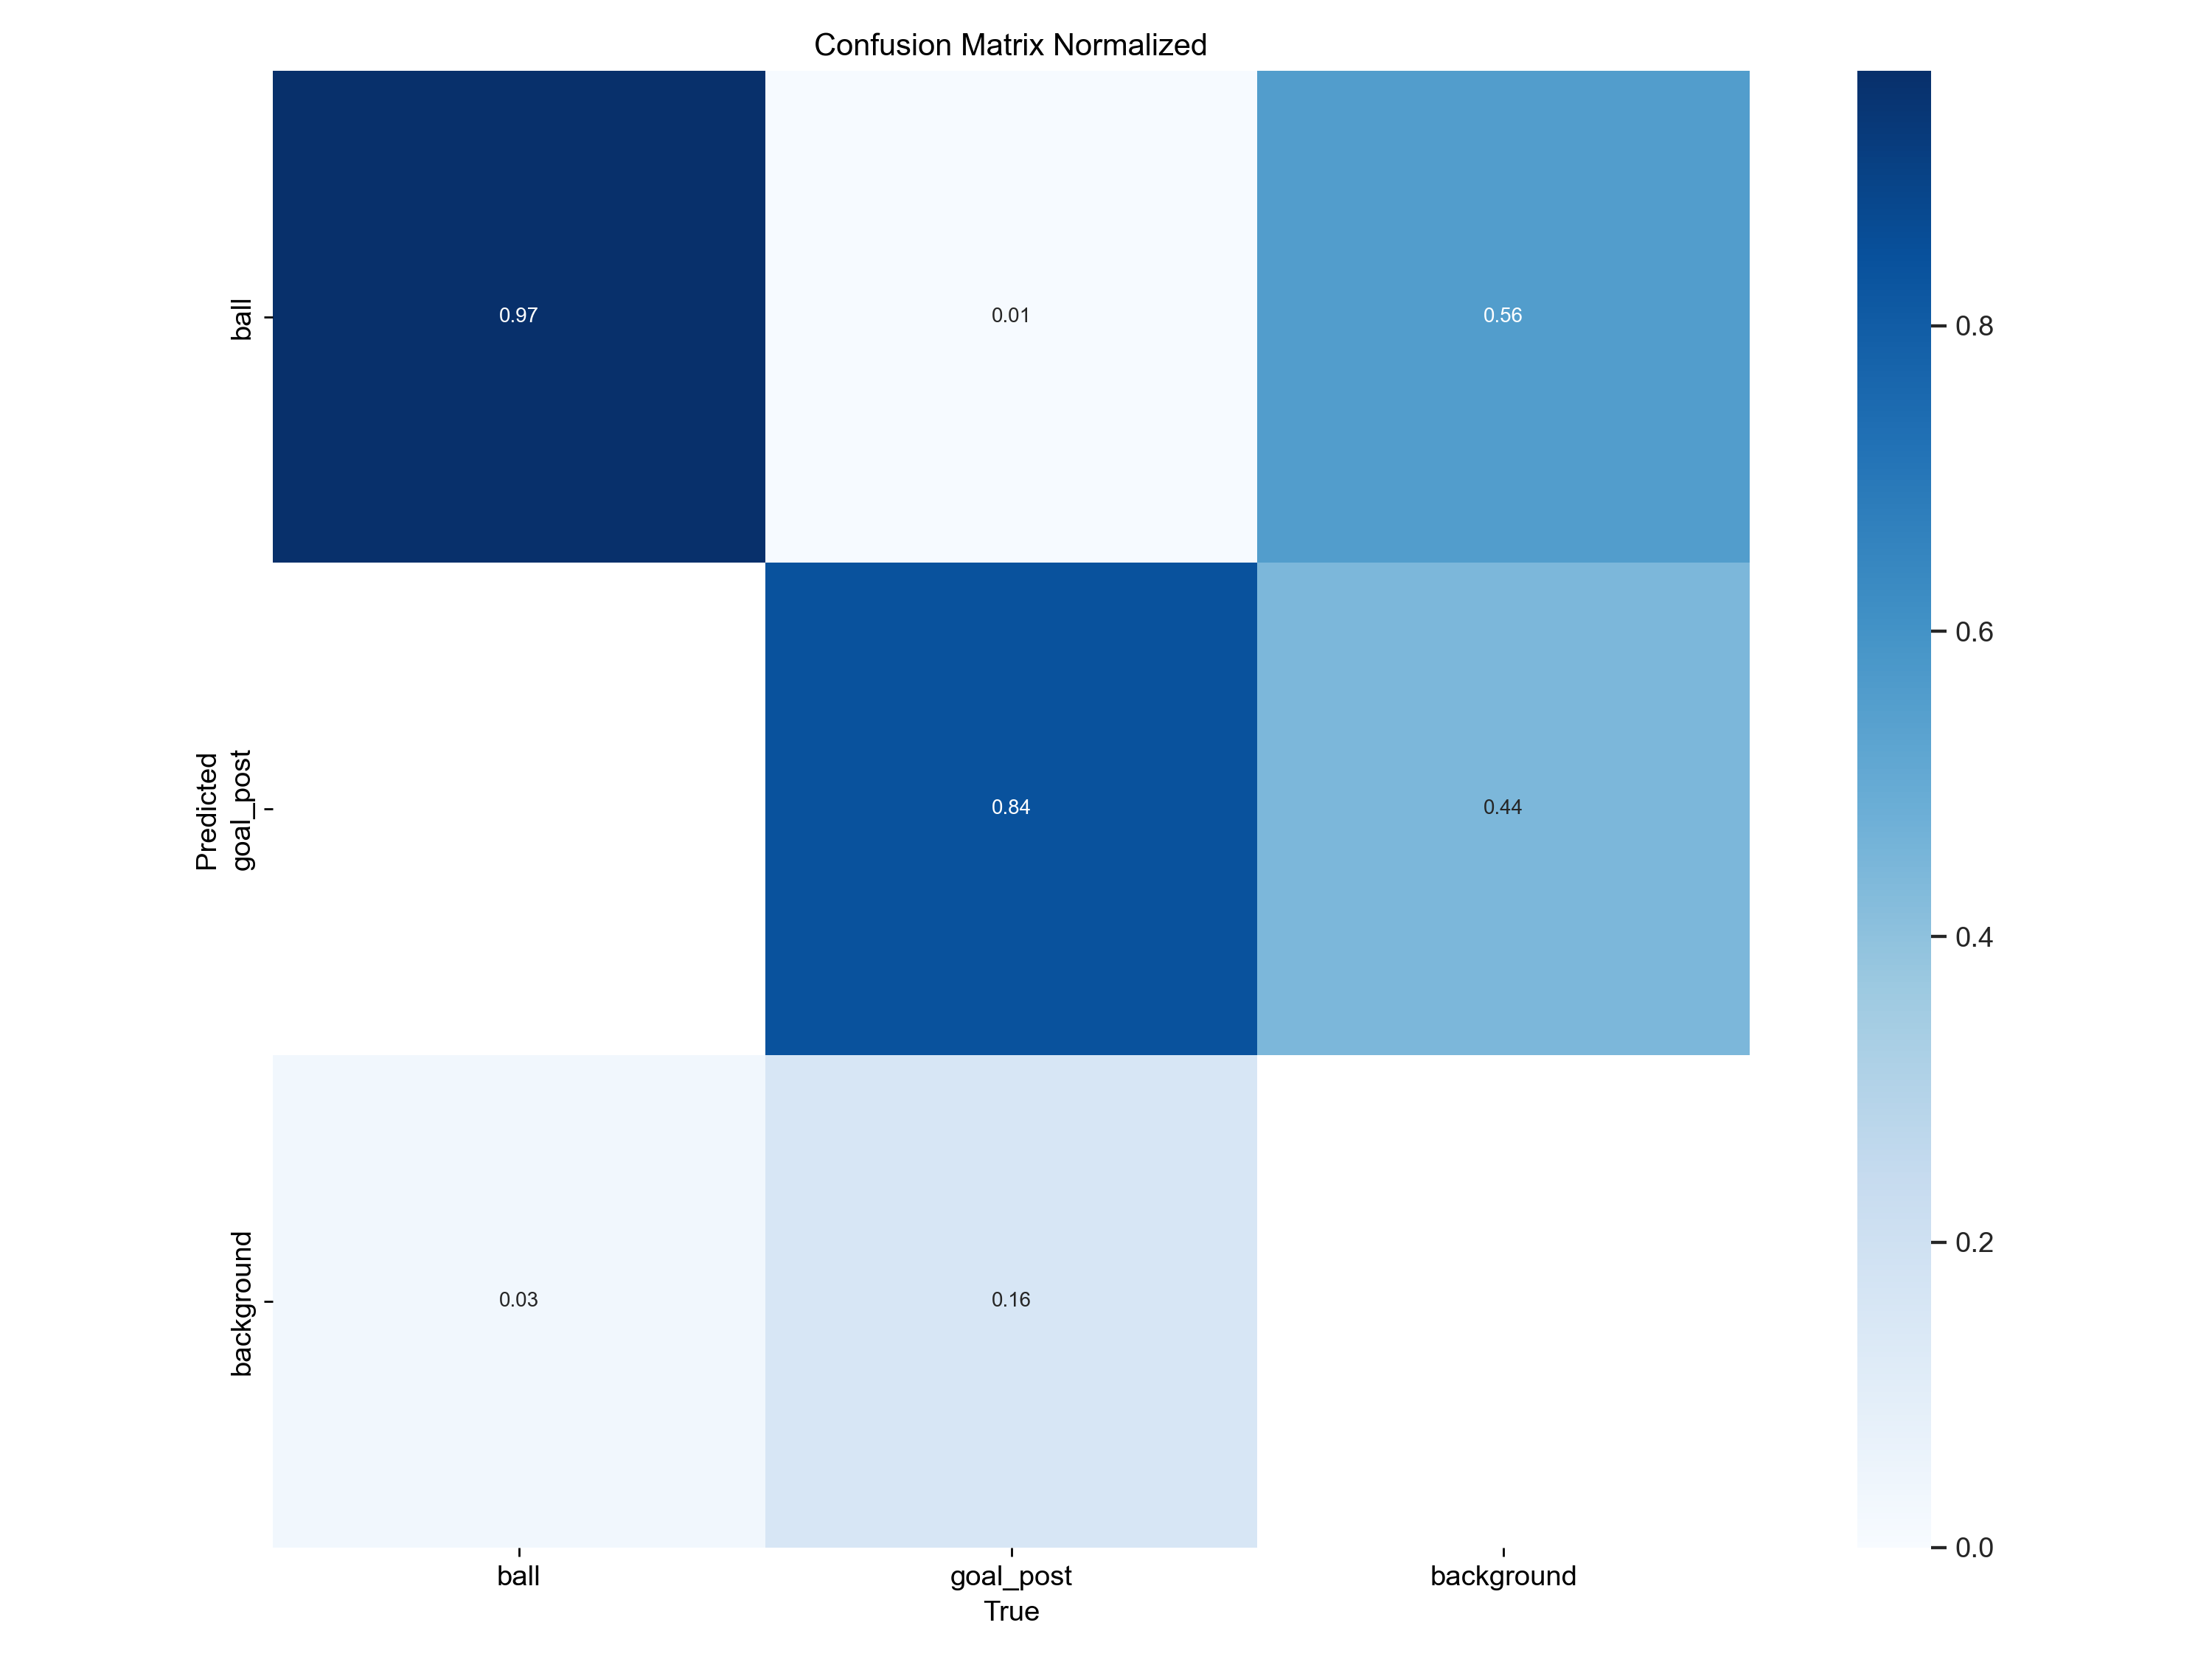 Confusion Matrix Normalized
ball
0.97
0.01
0.56
0.8
0.6
Predicted
goal_post
0.84
0.44
0.4
background
0.03
0.16
0.2
0.0
ball
goal_post
background
True